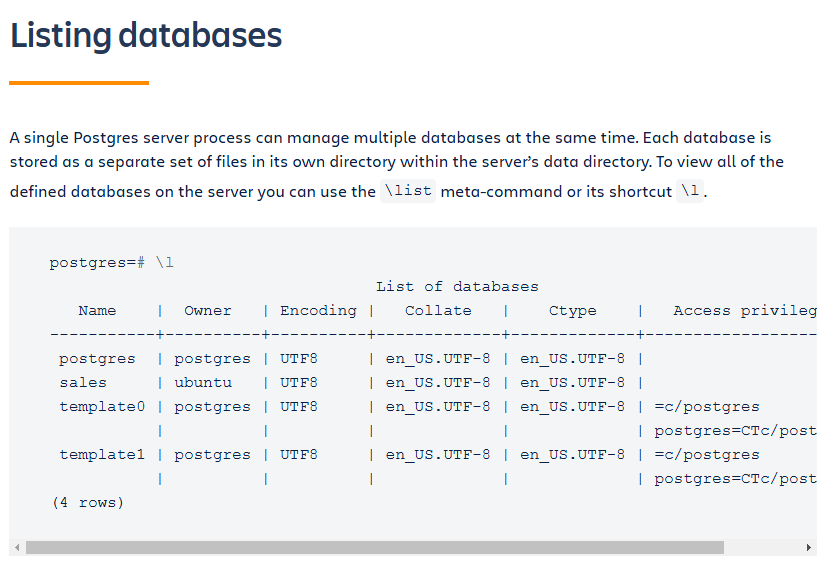 Listing databases
A single Postgres server process can manage multiple databases at the same time. Each database is
stored as a separate set of files in its own directory within the server’s data directory. To view all of the
defined databases on the server you can use the \list meta-command or its shortcut \l.
postgres=# \l
                                  List of databases
   Name    |  Owner   | Encoding |   Collate   |    Ctype    |   Access privileg
-----------+----------+----------+-------------+-------------+------------------
 postgres  | postgres | UTF8     | en_US.UTF-8 | en_US.UTF-8 |
 sales     | ubuntu   | UTF8     | en_US.UTF-8 | en_US.UTF-8 |
 template0 | postgres | UTF8     | en_US.UTF-8 | en_US.UTF-8 | =c/postgres
           |          |          |             |             | postgres=CTc/post
 template1 | postgres | UTF8     | en_US.UTF-8 | en_US.UTF-8 | =c/postgres
           |          |          |             |             | postgres=CTc/post
(4 rows)